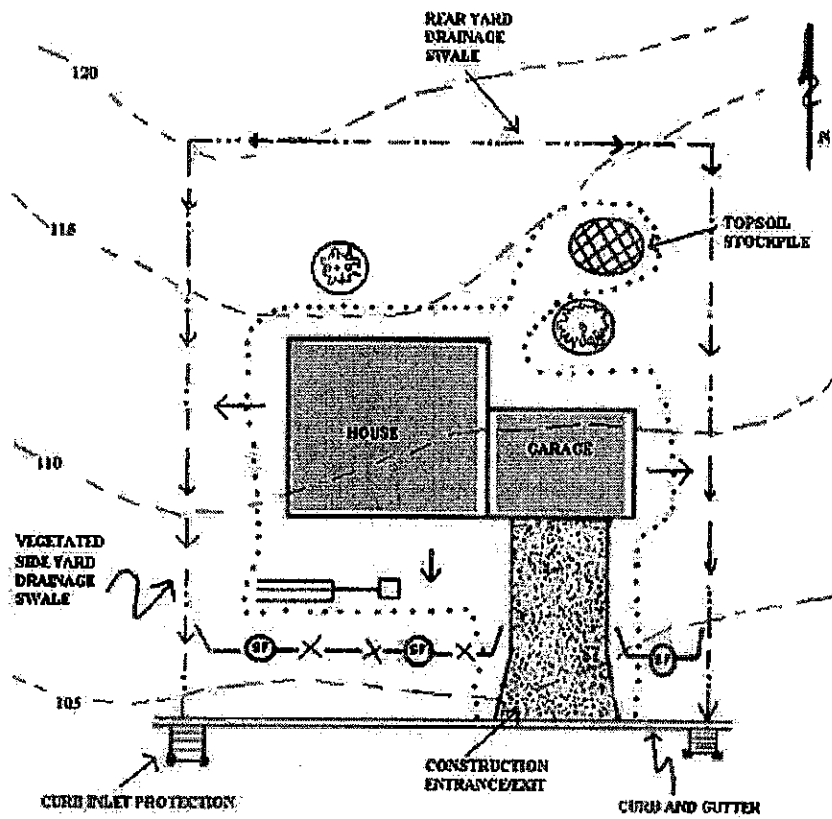 REAR YARD
DRAINAGE
SWALE
120
N
115
TOPSOIL
STOCKPILE
HOUSE
GARAGE
110
VEGETATED
SIDE YARD
DRAINAGE
SWALE
SF
SF
SF
105
CONSTRUCTION
ENTRANCE/EXIT
CURB INLET PROTECTION
CURB AND GUTTER